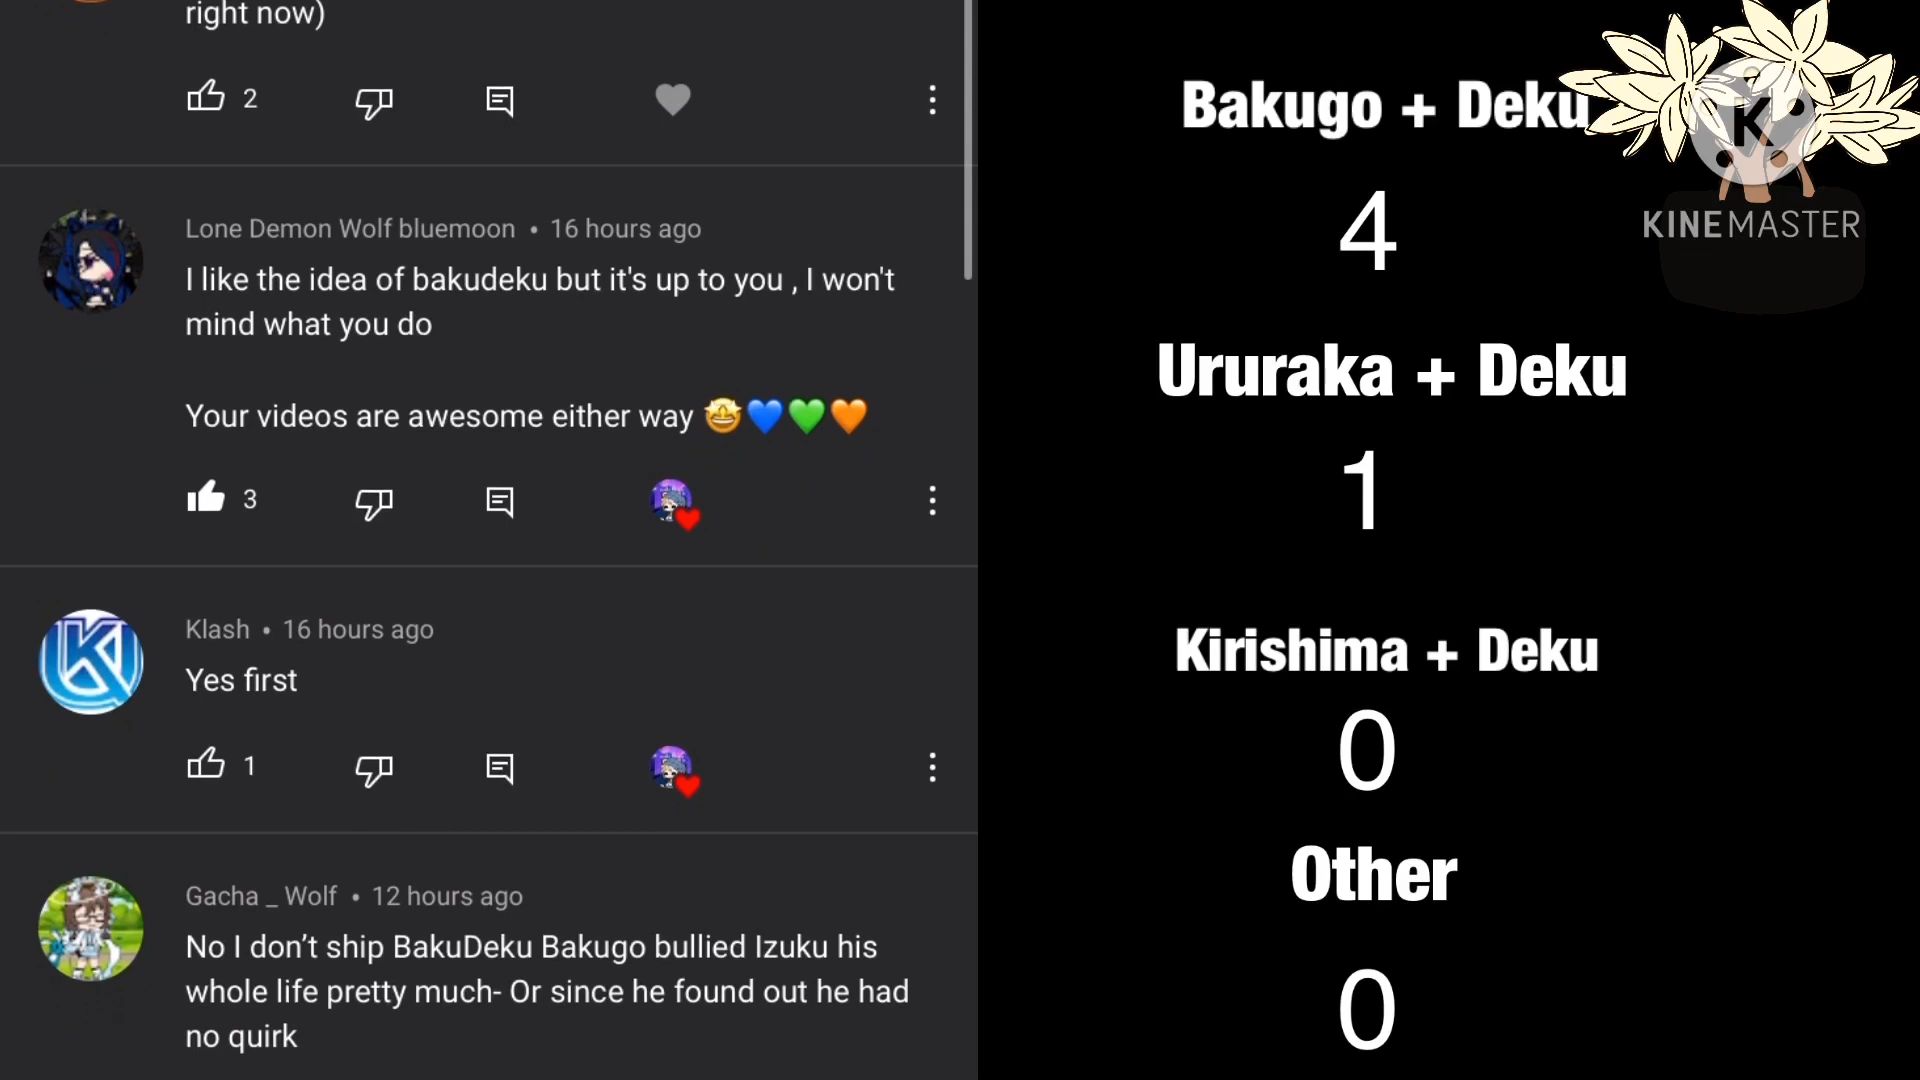 right now)
2
Lone Demon Wolf bluemoon • 16 hours ago
I like the idea of bakudeku but it's up to you , I won't
mind what you do
Your videos are awesome either way 🤩💙💚🧡
3
Klash • 16 hours ago
Yes first
1
Gacha _ Wolf • 12 hours ago
No I don’t ship BakuDeku Bakugo bullied Izuku his
whole life pretty much- Or since he found out he had
no quirk
Bakugo + Deku
4
Ururaka + Deku
1
Kirishima + Deku
0
Other
0
K
KINEMASTER